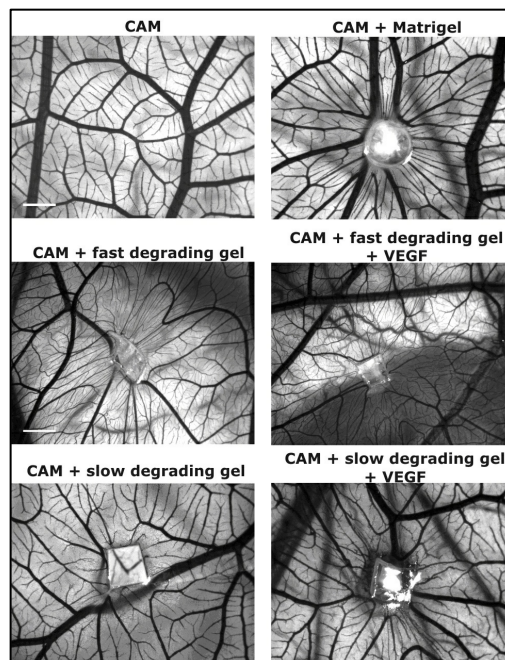 CAM
CAM + Matrigel
CAM + fast degrading gel
CAM + fast degrading gel
+ VEGF
CAM + slow degrading gel
CAM + slow degrading gel
+ VEGF